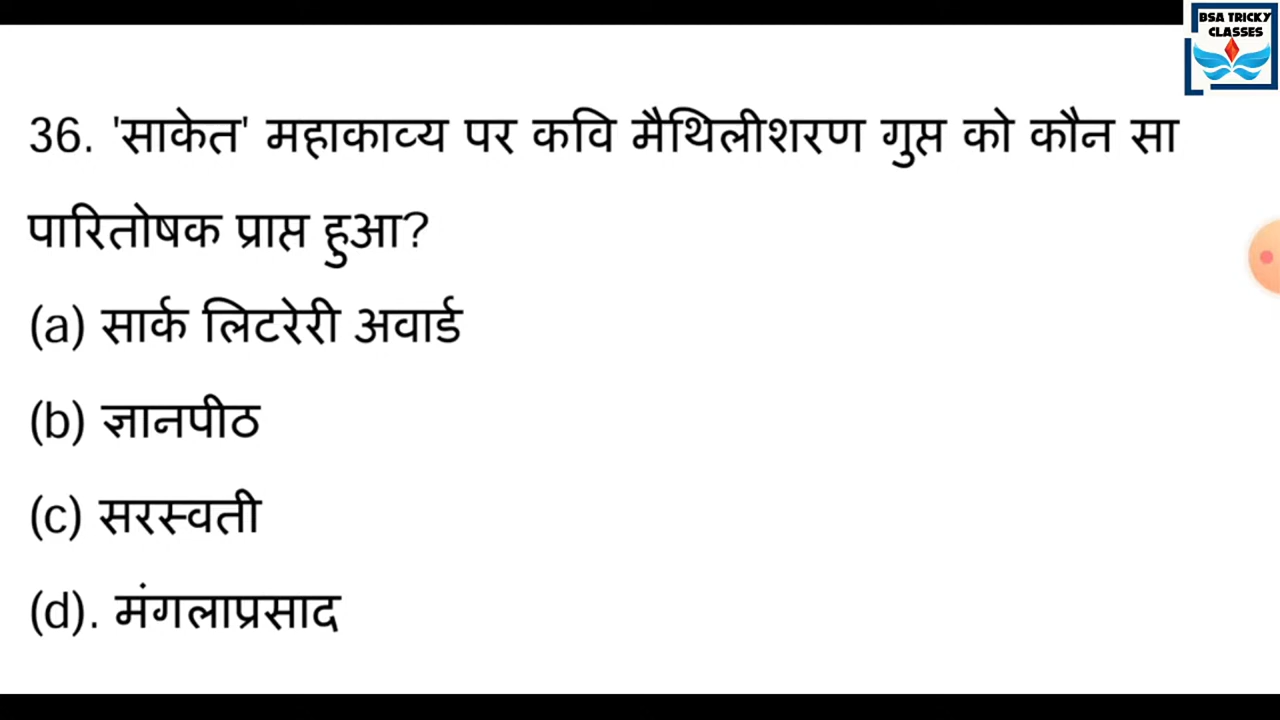 BSA TRICKY
CLASSES
36. 'साकेत' महाकाव्य पर कवि मैथिलीशरण गुप्त को कौन सा
पारितोषक प्राप्त हुआ?
(a) सार्क लिटरेरी अवार्ड
(b) ज्ञानपीठ
(c) सरस्वती
(d). मंगलाप्रसाद